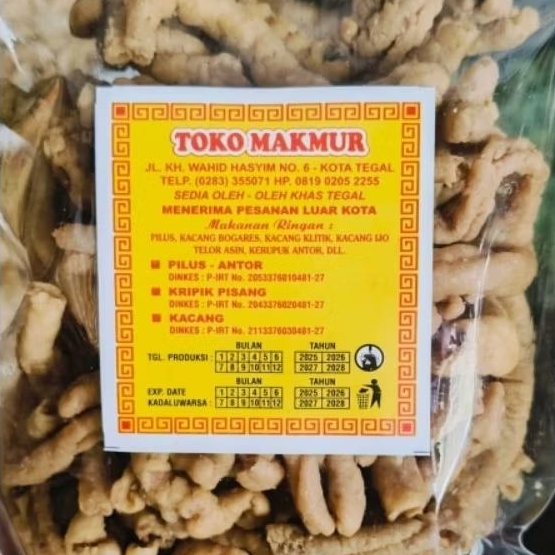 TOKO MAKMUR
JL. KH. WAHID HASYIM NO. 6 - KOTA TEGAL
TELP. (6283) 355071 HP. 0819 0205 2255
SEDIA OLEH - OLEH KHAS TEGAL
MENERIMA PESANAN LUAR KOTA
Makanan Ringan :
PILUS, KACANG BOGARES, KACANG KLITIK, KACANG IJO
TELOR ASIN, KERUPUK ANTOR, DLL.
PILUS - ANTOR
DINKES : P-IRT No. 2053376010481-27
KRIPIK PISANG
DINKES : P-IRT No. 2043376020481-27
KACANG
DINKES : P-IRT No. 2113376030481-27
BULAN TAHUN
TGL. PRODUKSI : 1 2 3 4 5 6 2025 2026
7 8 9 10 11 12 2027 2028
BULAN TAHUN
EXP. DATE 1 2 3 4 5 6 2025 2026
KADALUWARSA : 7 8 9 10 11 12 2027 2028